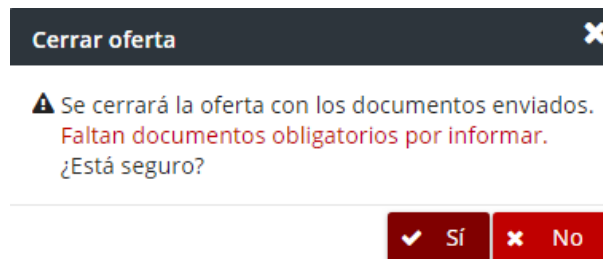 Cerrar oferta
Se cerrará la oferta con los documentos enviados.
Faltan documentos obligatorios por informar.
¿Está seguro?
Sí
No